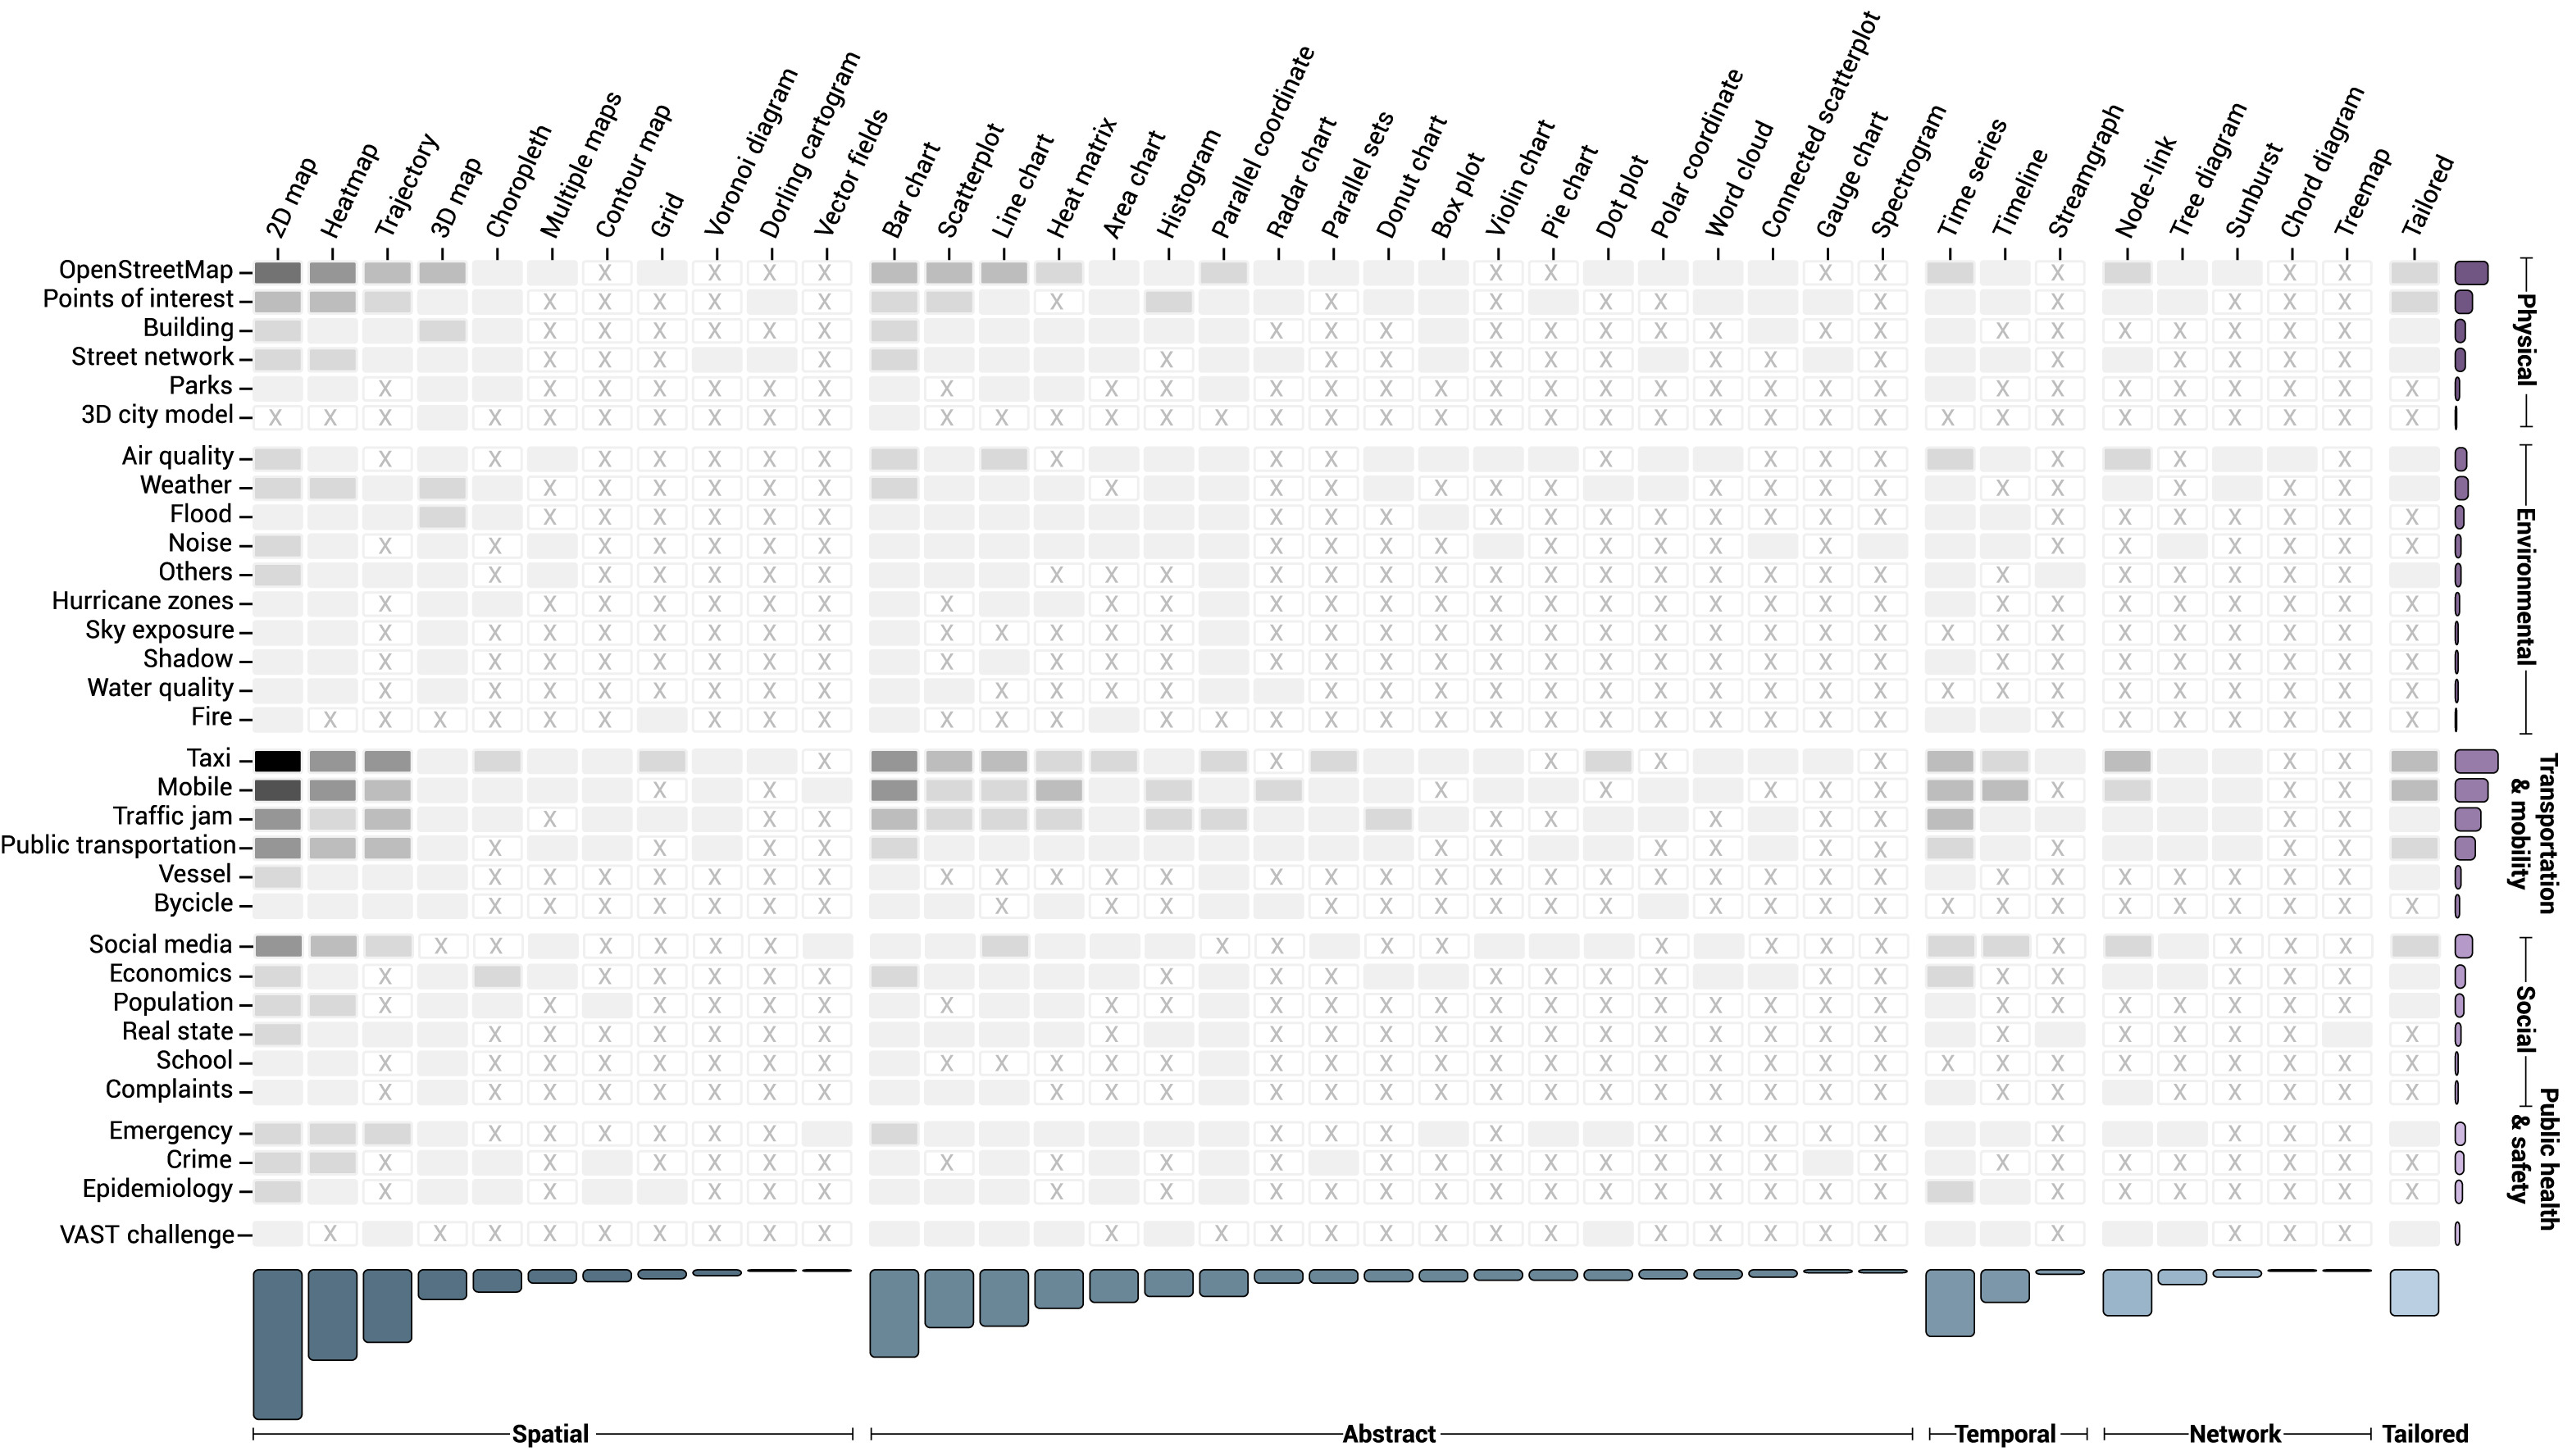 2D map
Heatmap
Trajectory
3D map
Choropleth
Multiple maps
Contour map
Grid
Voronoi diagram
Dorling cartogram
Vector fields
Bar chart
Scatterplot
Line chart
Heat matrix
Area chart
Histogram
Parallel coordinate
Radar chart
Parallel sets
Donut chart
Box plot
Violin chart
Pie chart
Dot plot
Polar coordinate
Word cloud
Connected scatterplot
Gauge chart
Spectrogram
Time series
Timeline
Streamgraph
Node-link
Tree diagram
Sunburst
Chord diagram
Treemap
Tailored
OpenStreetMap
Points of interest
Building
Street network
Parks
3D city model
Physical
Air quality
Weather
Flood
Noise
Others
Hurricane zones
Sky exposure
Shadow
Water quality
Fire
Environmental
Taxi
Mobile
Traffic jam
Public transportation
Vessel
Bycicle
Transportation
& mobility
Social media
Economics
Population
Real state
School
Complaints
Social
Emergency
Crime
Epidemiology
Public health
& safety
VAST challenge
Spatial
Abstract
Temporal
Network
Tailored